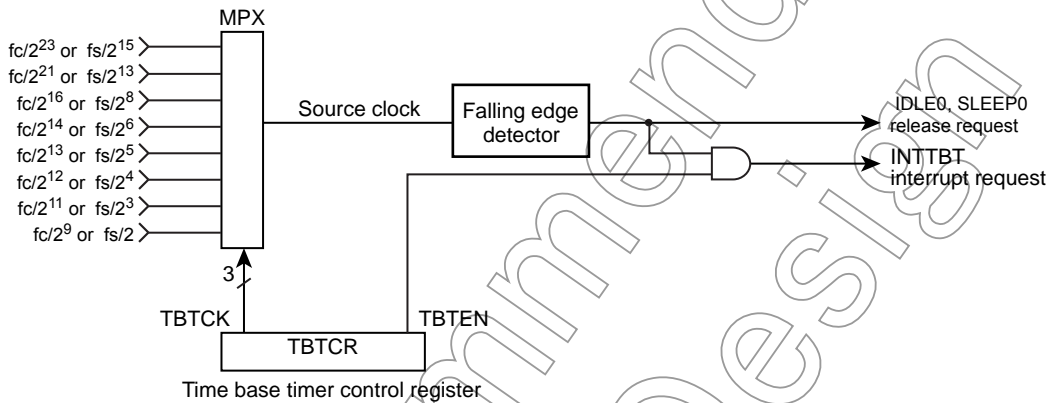 MPX
fc/2^23 or fs/2^15
fc/2^21 or fs/2^13
fc/2^16 or fs/2^8
fc/2^14 or fs/2^6
fc/2^13 or fs/2^5
fc/2^12 or fs/2^4
fc/2^11 or fs/2^3
fc/2^9 or fs/2
Source clock
Falling edge
detector
IDLE0, SLEEP0
release request
INTTBT
interrupt request
3
TBTCK
TBTEN
TBTCR
Time base timer control register
mmend
Design